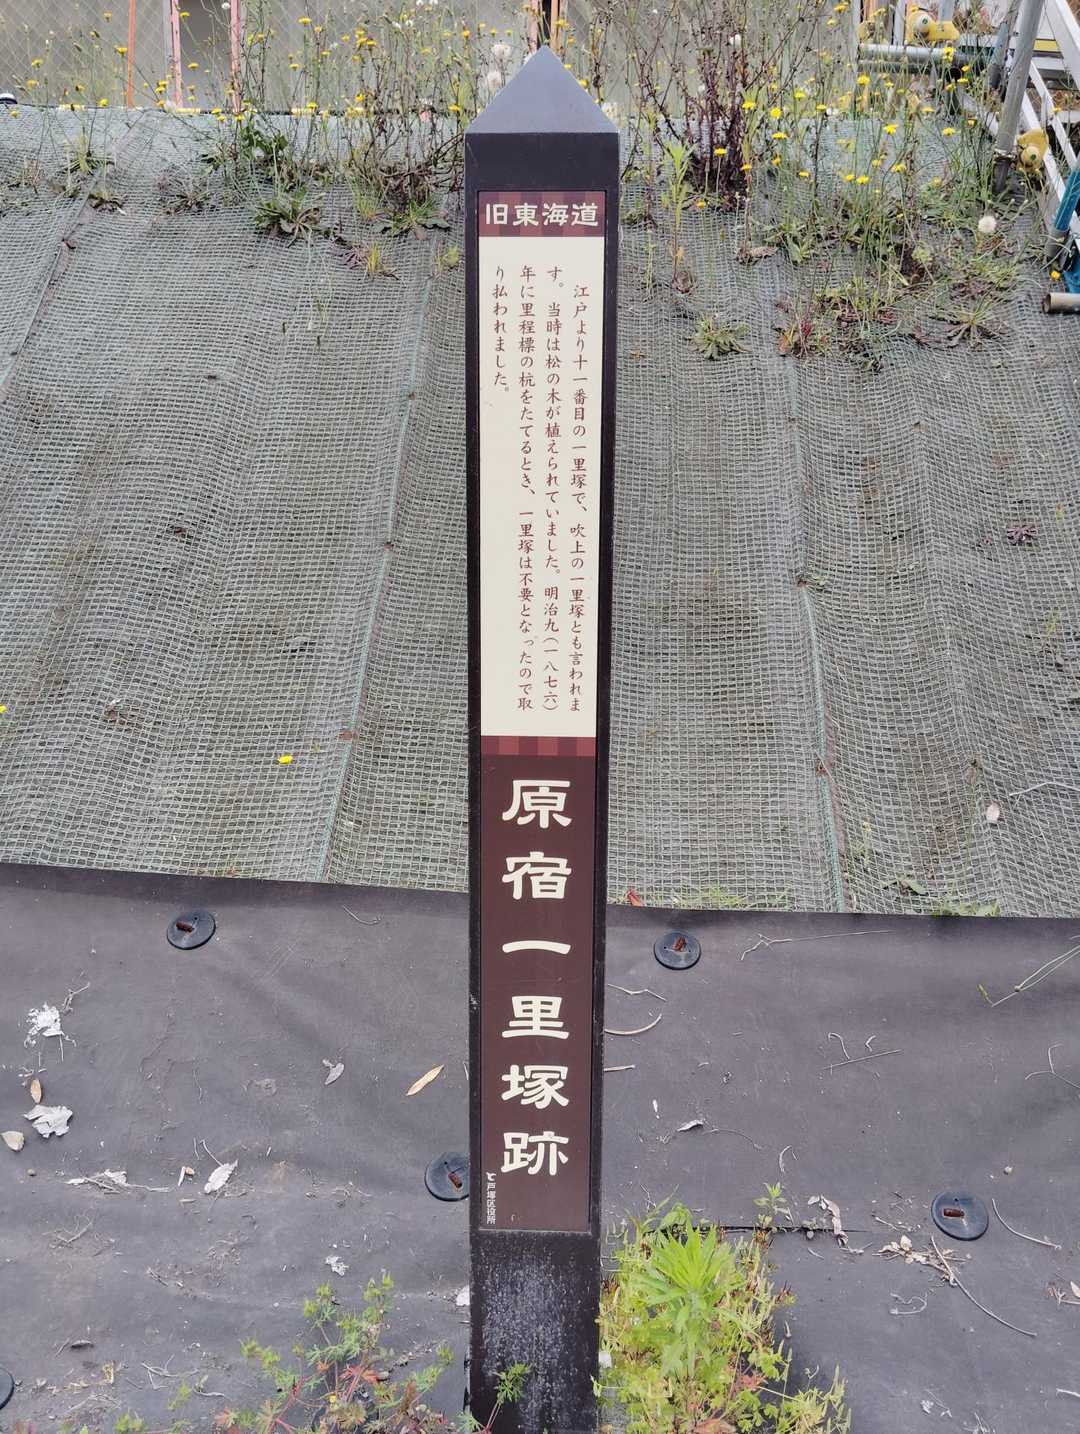 旧東海道
江戸より十一番目の一里塚で、吹上の一里塚とも言われま
す。当時は松の木が植えられていました。明治九(一八七六)
年に里程標の杭をたてるとき、一里塚は不要となったので取
り払われました。
原宿一里塚跡
戸塚区役所